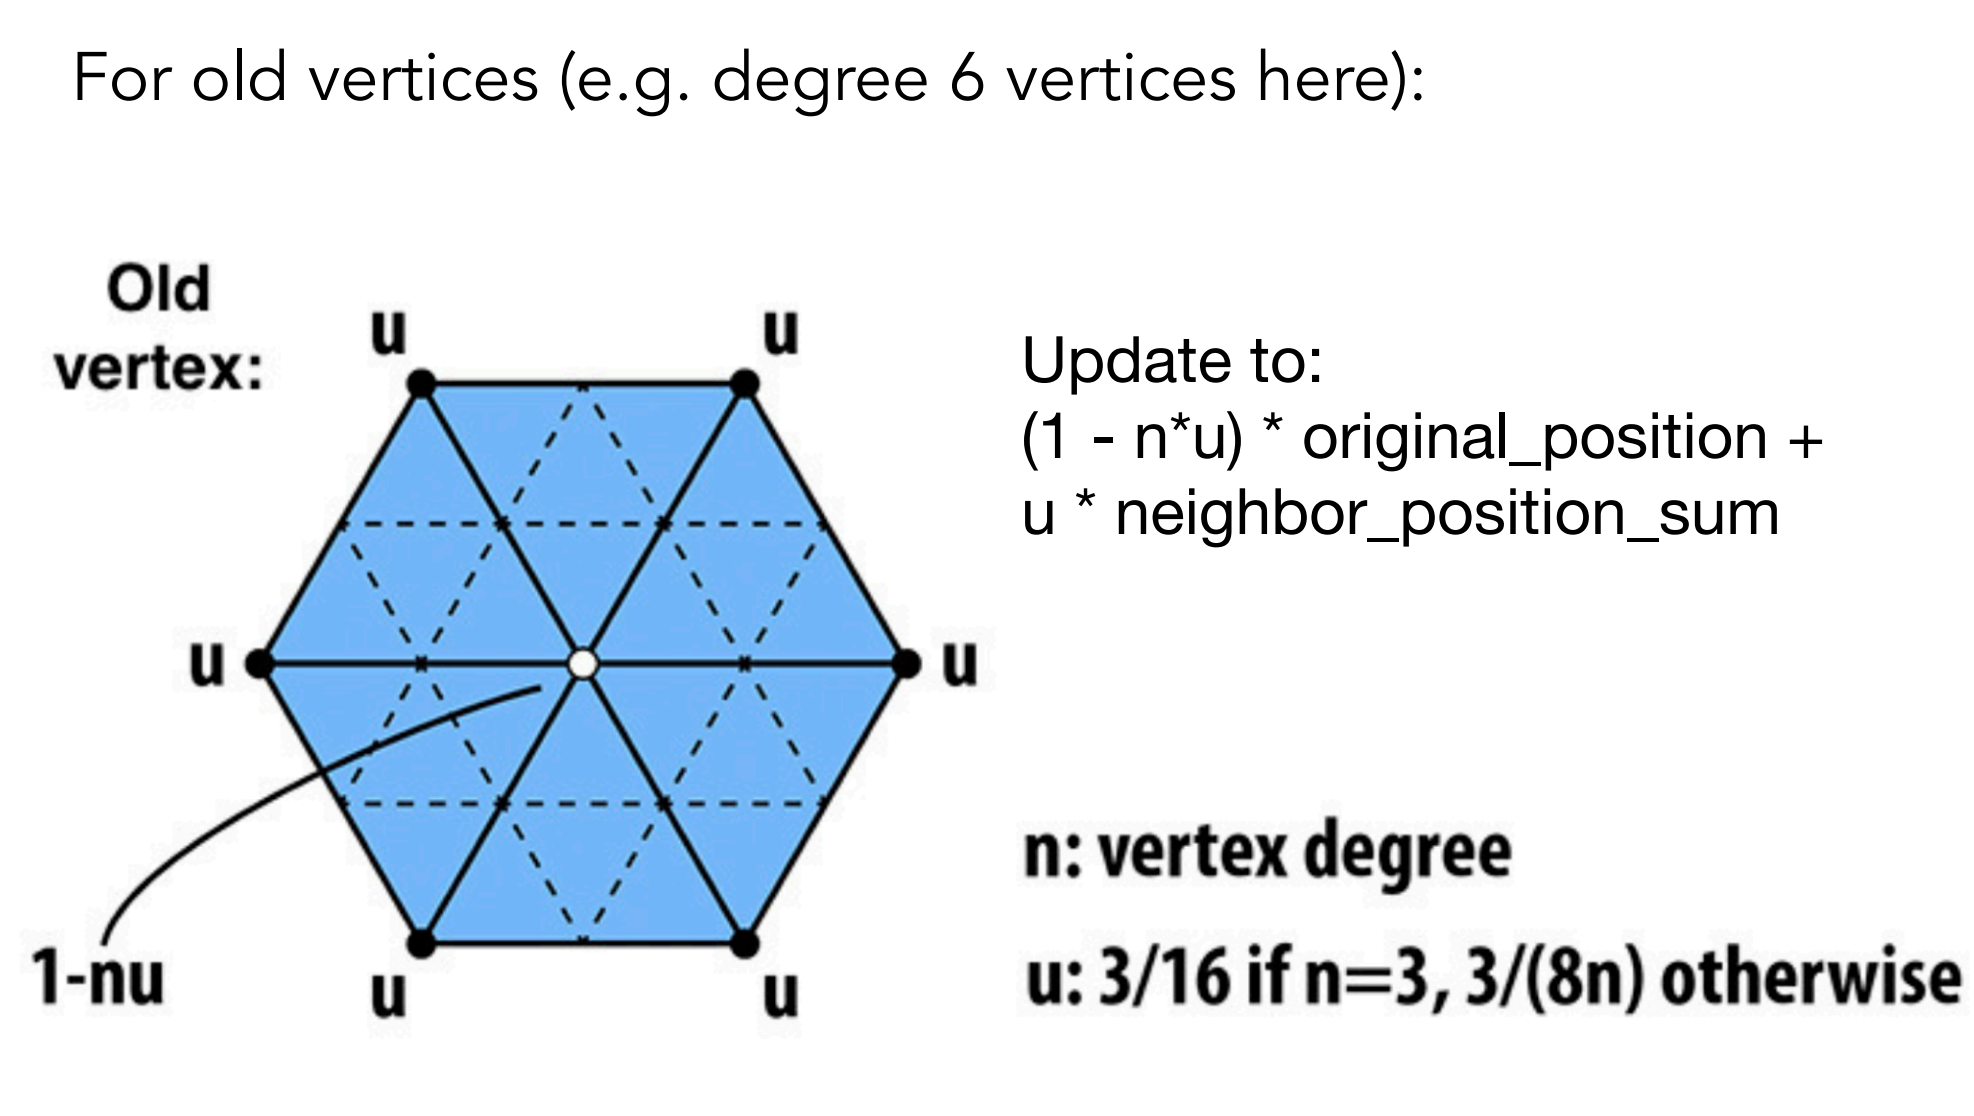 For old vertices (e.g. degree 6 vertices here):
Old
vertex:
u
u
u
u
1-nu
u
u
Update to:
(1 - n*u) * original_position +
u * neighbor_position_sum
n: vertex degree
u: 3/16 if n=3, 3/(8n) otherwise